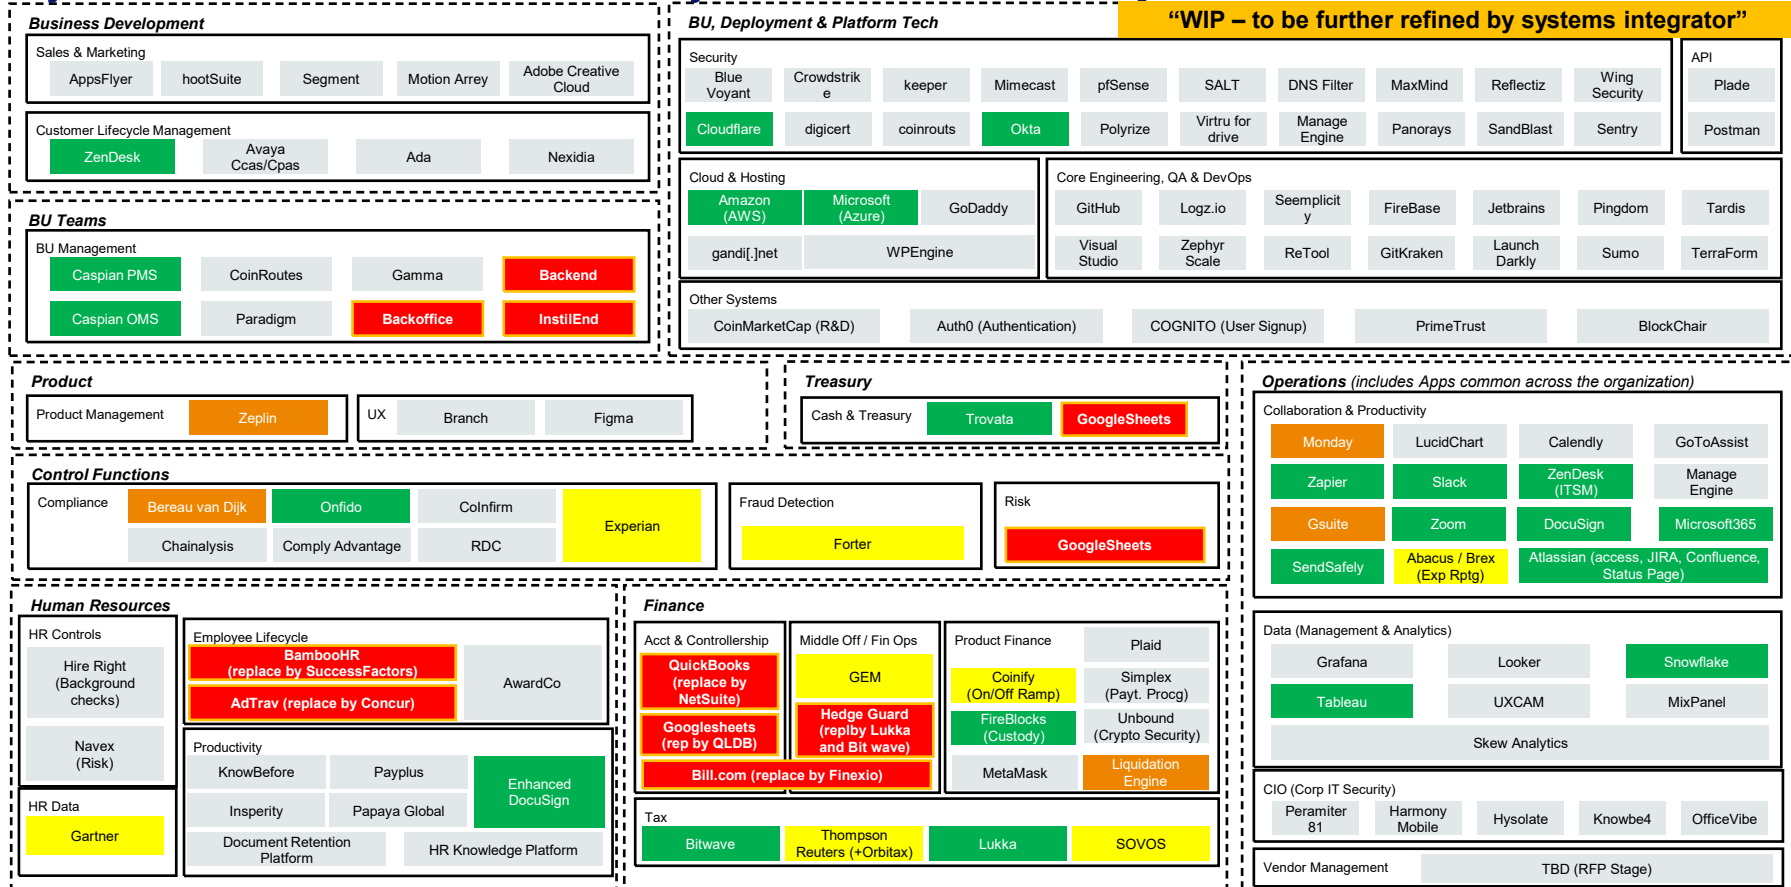 “WIP – to be further refined by systems integrator”
Business Development
Sales & Marketing
AppsFlyer
hootSuite
Segment
Motion Arrey
Adobe Creative
Cloud
Customer Lifecycle Management
ZenDesk
Avaya
Ccas/Cpas
Ada
Nexidia
BU Teams
BU Management
Caspian PMS
CoinRoutes
Gamma
Backend
Caspian OMS
Paradigm
Backoffice
InstilEnd
BU, Deployment & Platform Tech
Security
Blue
Voyant
Crowdstrik
e
keeper
Mimecast
pfSense
SALT
DNS Filter
MaxMind
Reflectiz
Wing
Security
Cloudflare
digicert
coinrouts
Okta
Polyrize
Virtru for
drive
Manage
Engine
Panorays
SandBlast
Sentry
API
Plade
Postman
Cloud & Hosting
Amazon
(AWS)
Microsoft
(Azure)
GoDaddy
gandi[.]net
WPEngine
Core Engineering, QA & DevOps
GitHub
Logz.io
Seemplicit
y
FireBase
Jetbrains
Pingdom
Tardis
Visual
Studio
Zephyr
Scale
ReTool
GitKraken
Launch
Darkly
Sumo
TerraForm
Other Systems
CoinMarketCap (R&D)
Auth0 (Authentication)
COGNITO (User Signup)
PrimeTrust
BlockChair
Product
Product Management
Zeplin
UX
Branch
Figma
Treasury
Cash & Treasury
Trovata
GoogleSheets
Control Functions
Compliance
Bereau van Dijk
Onfido
CoInfirm
Experian
Chainalysis
Comply Advantage
RDC
Fraud Detection
Forter
Risk
GoogleSheets
Human Resources
HR Controls
Hire Right
(Background
checks)
Navex
(Risk)
HR Data
Gartner
Employee Lifecycle
BambooHR
(replace by SuccessFactors)
AdTrav (replace by Concur)
AwardCo
Productivity
KnowBefore
Payplus
Enhanced
DocuSign
Insperity
Papaya Global
Document Retention
Platform
HR Knowledge Platform
Finance
Acct & Controllership
QuickBooks
(replace by
NetSuite)
Googlesheets
(rep by QLDB)
Middle Off / Fin Ops
GEM
Hedge Guard
(replby Lukka
and Bit wave)
Bill.com (replace by Finexio)
Product Finance
Plaid
Coinify
(On/Off Ramp)
Simplex
(Payt. Procg)
FireBlocks
(Custody)
Unbound
(Crypto Security)
MetaMask
Liquidation
Engine
Tax
Bitwave
Thompson
Reuters (+Orbitax)
Lukka
SOVOS
Operations (includes Apps common across the organization)
Collaboration & Productivity
Monday
LucidChart
Calendly
GoToAssist
Zapier
Slack
ZenDesk
(ITSM)
Manage
Engine
Gsuite
Zoom
DocuSign
Microsoft365
SendSafely
Abacus / Brex
(Exp Rptg)
Atlassian (access, JIRA, Confluence,
Status Page)
Data (Management & Analytics)
Grafana
Looker
Snowflake
Tableau
UXCAM
MixPanel
Skew Analytics
CIO (Corp IT Security)
Peramiter
81
Harmony
Mobile
Hysolate
Knowbe4
OfficeVibe
Vendor Management
TBD (RFP Stage)